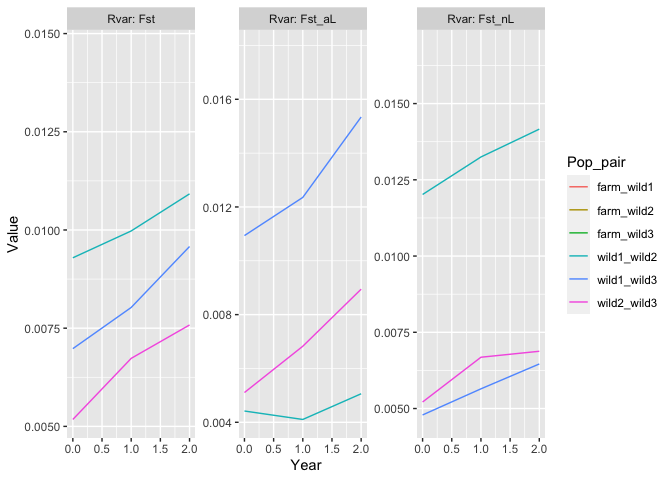 Rvar: Fst
Rvar: Fst_aL
Rvar: Fst_nL
Value
0.0150
0.0125
0.0100
0.0075
0.0050
0.016
0.012
0.008
0.004
0.0150
0.0125
0.0100
0.0075
0.0050
0.0 0.5 1.0 1.5 2.0
0.0 0.5 1.0 1.5 2.0
0.0 0.5 1.0 1.5 2.0
Year
Pop_pair
farm_wild1
farm_wild2
farm_wild3
wild1_wild2
wild1_wild3
wild2_wild3